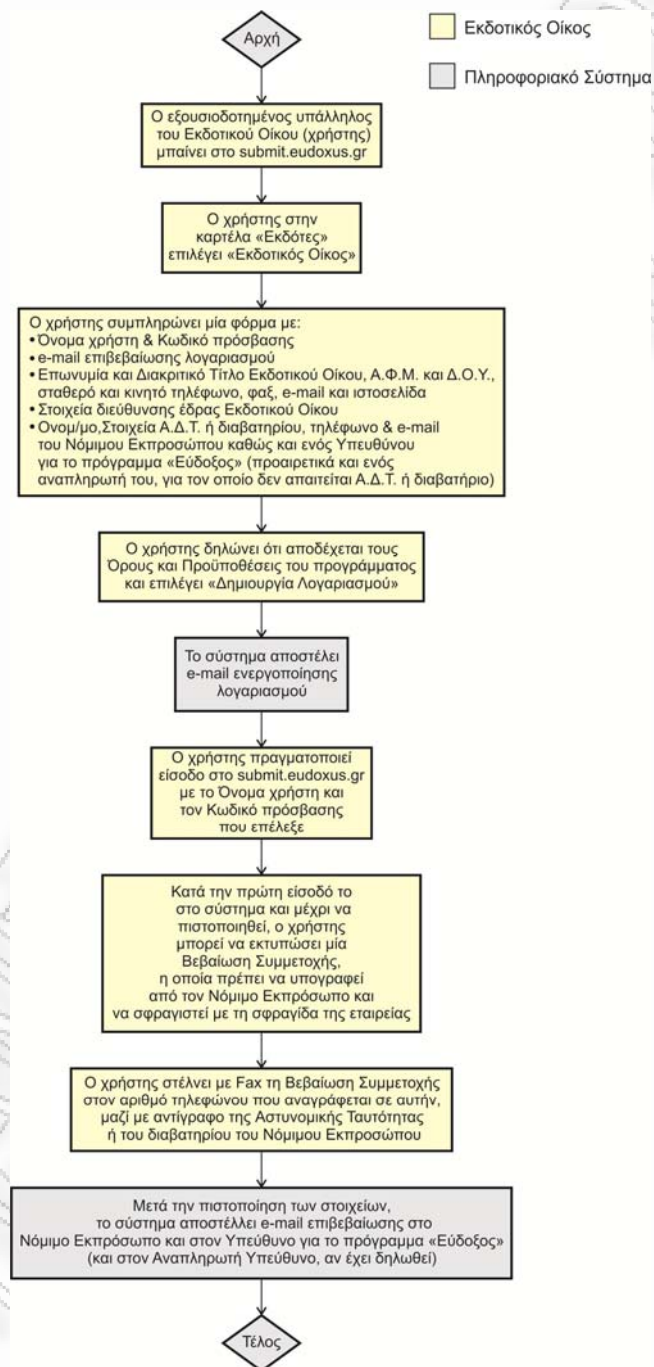 Αρχή
Εκδοτικός Οίκος
Πληροφοριακό Σύστημα
Ο εξουσιοδοτημένος υπάλληλος
του Εκδοτικού Οίκου (χρήστης)
μπαίνει στο submit.eudoxus.gr
Ο χρήστης στην
καρτέλα «Εκδότες»
επιλέγει «Εκδοτικός Οίκος»
Ο χρήστης συμπληρώνει μία φόρμα με:
• Όνομα χρήστη & Κωδικό πρόσβασης
• e-mail επιβεβαίωσης λογαριασμού
• Επωνυμία και Διακριτικό Τίτλο Εκδοτικού Οίκου, Α.Φ.Μ. και Δ.Ο.Υ.,
σταθερό και κινητό τηλέφωνο, φαξ, e-mail και ιστοσελίδα
• Στοιχεία διεύθυνσης έδρας Εκδοτικού Οίκου
• Ονομ/μο,Στοιχεία Α.Δ.Τ. ή διαβατηρίου, τηλέφωνο & e-mail
του Νόμιμου Εκπροσώπου καθώς και ενός Υπευθύνου
για το πρόγραμμα «Εύδοξος» (προαιρετικά και ενός
αναπληρωτή του, για τον οποίο δεν απαιτείται Α.Δ.Τ. ή διαβατήριο)
Ο χρήστης δηλώνει ότι αποδέχεται τους
Όρους και Προϋποθέσεις του προγράμματος
και επιλέγει «Δημιουργία Λογαριασμού»
Το σύστημα αποστέλει
e-mail ενεργοποίησης
λογαριασμού
Ο χρήστης πραγματοποιεί
είσοδο στο submit.eudoxus.gr
με το Όνομα χρήστη και
τον Κωδικό πρόσβασης
που επέλεξε
Κατά την πρώτη είσοδό το
στο σύστημα και μέχρι να
πιστοποιηθεί, ο χρήστης
μπορεί να εκτυπώσει μία
Βεβαίωση Συμμετοχής,
η οποία πρέπει να υπογραφεί
από τον Νόμιμο Εκπρόσωπο και
να σφραγιστεί με τη σφραγίδα της εταιρείας
Ο χρήστης στέλνει με Fax τη Βεβαίωση Συμμετοχής
στον αριθμό τηλεφώνου που αναγράφεται σε αυτήν,
μαζί με αντίγραφο της Αστυνομικής Ταυτότητας
ή του διαβατηρίου του Νόμιμου Εκπροσώπου
Μετά την πιστοποίηση των στοιχείων,
το σύστημα αποστέλλει e-mail επιβεβαίωσης στο
Νόμιμο Εκπρόσωπο και στον Υπεύθυνο για το πρόγραμμα «Εύδοξος»
(και στον Αναπληρωτή Υπεύθυνο, αν έχει δηλωθεί)
Τέλος